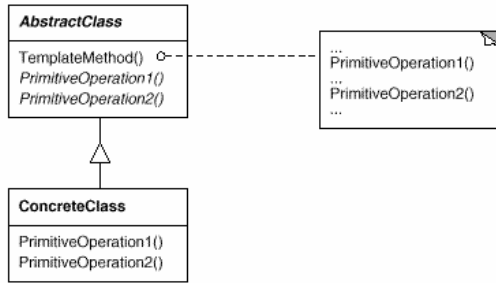 AbstractClass
TemplateMethod()
PrimitiveOperation1()
PrimitiveOperation2()
...
PrimitiveOperation1()
...
PrimitiveOperation2()
...
ConcreteClass
PrimitiveOperation1()
PrimitiveOperation2()